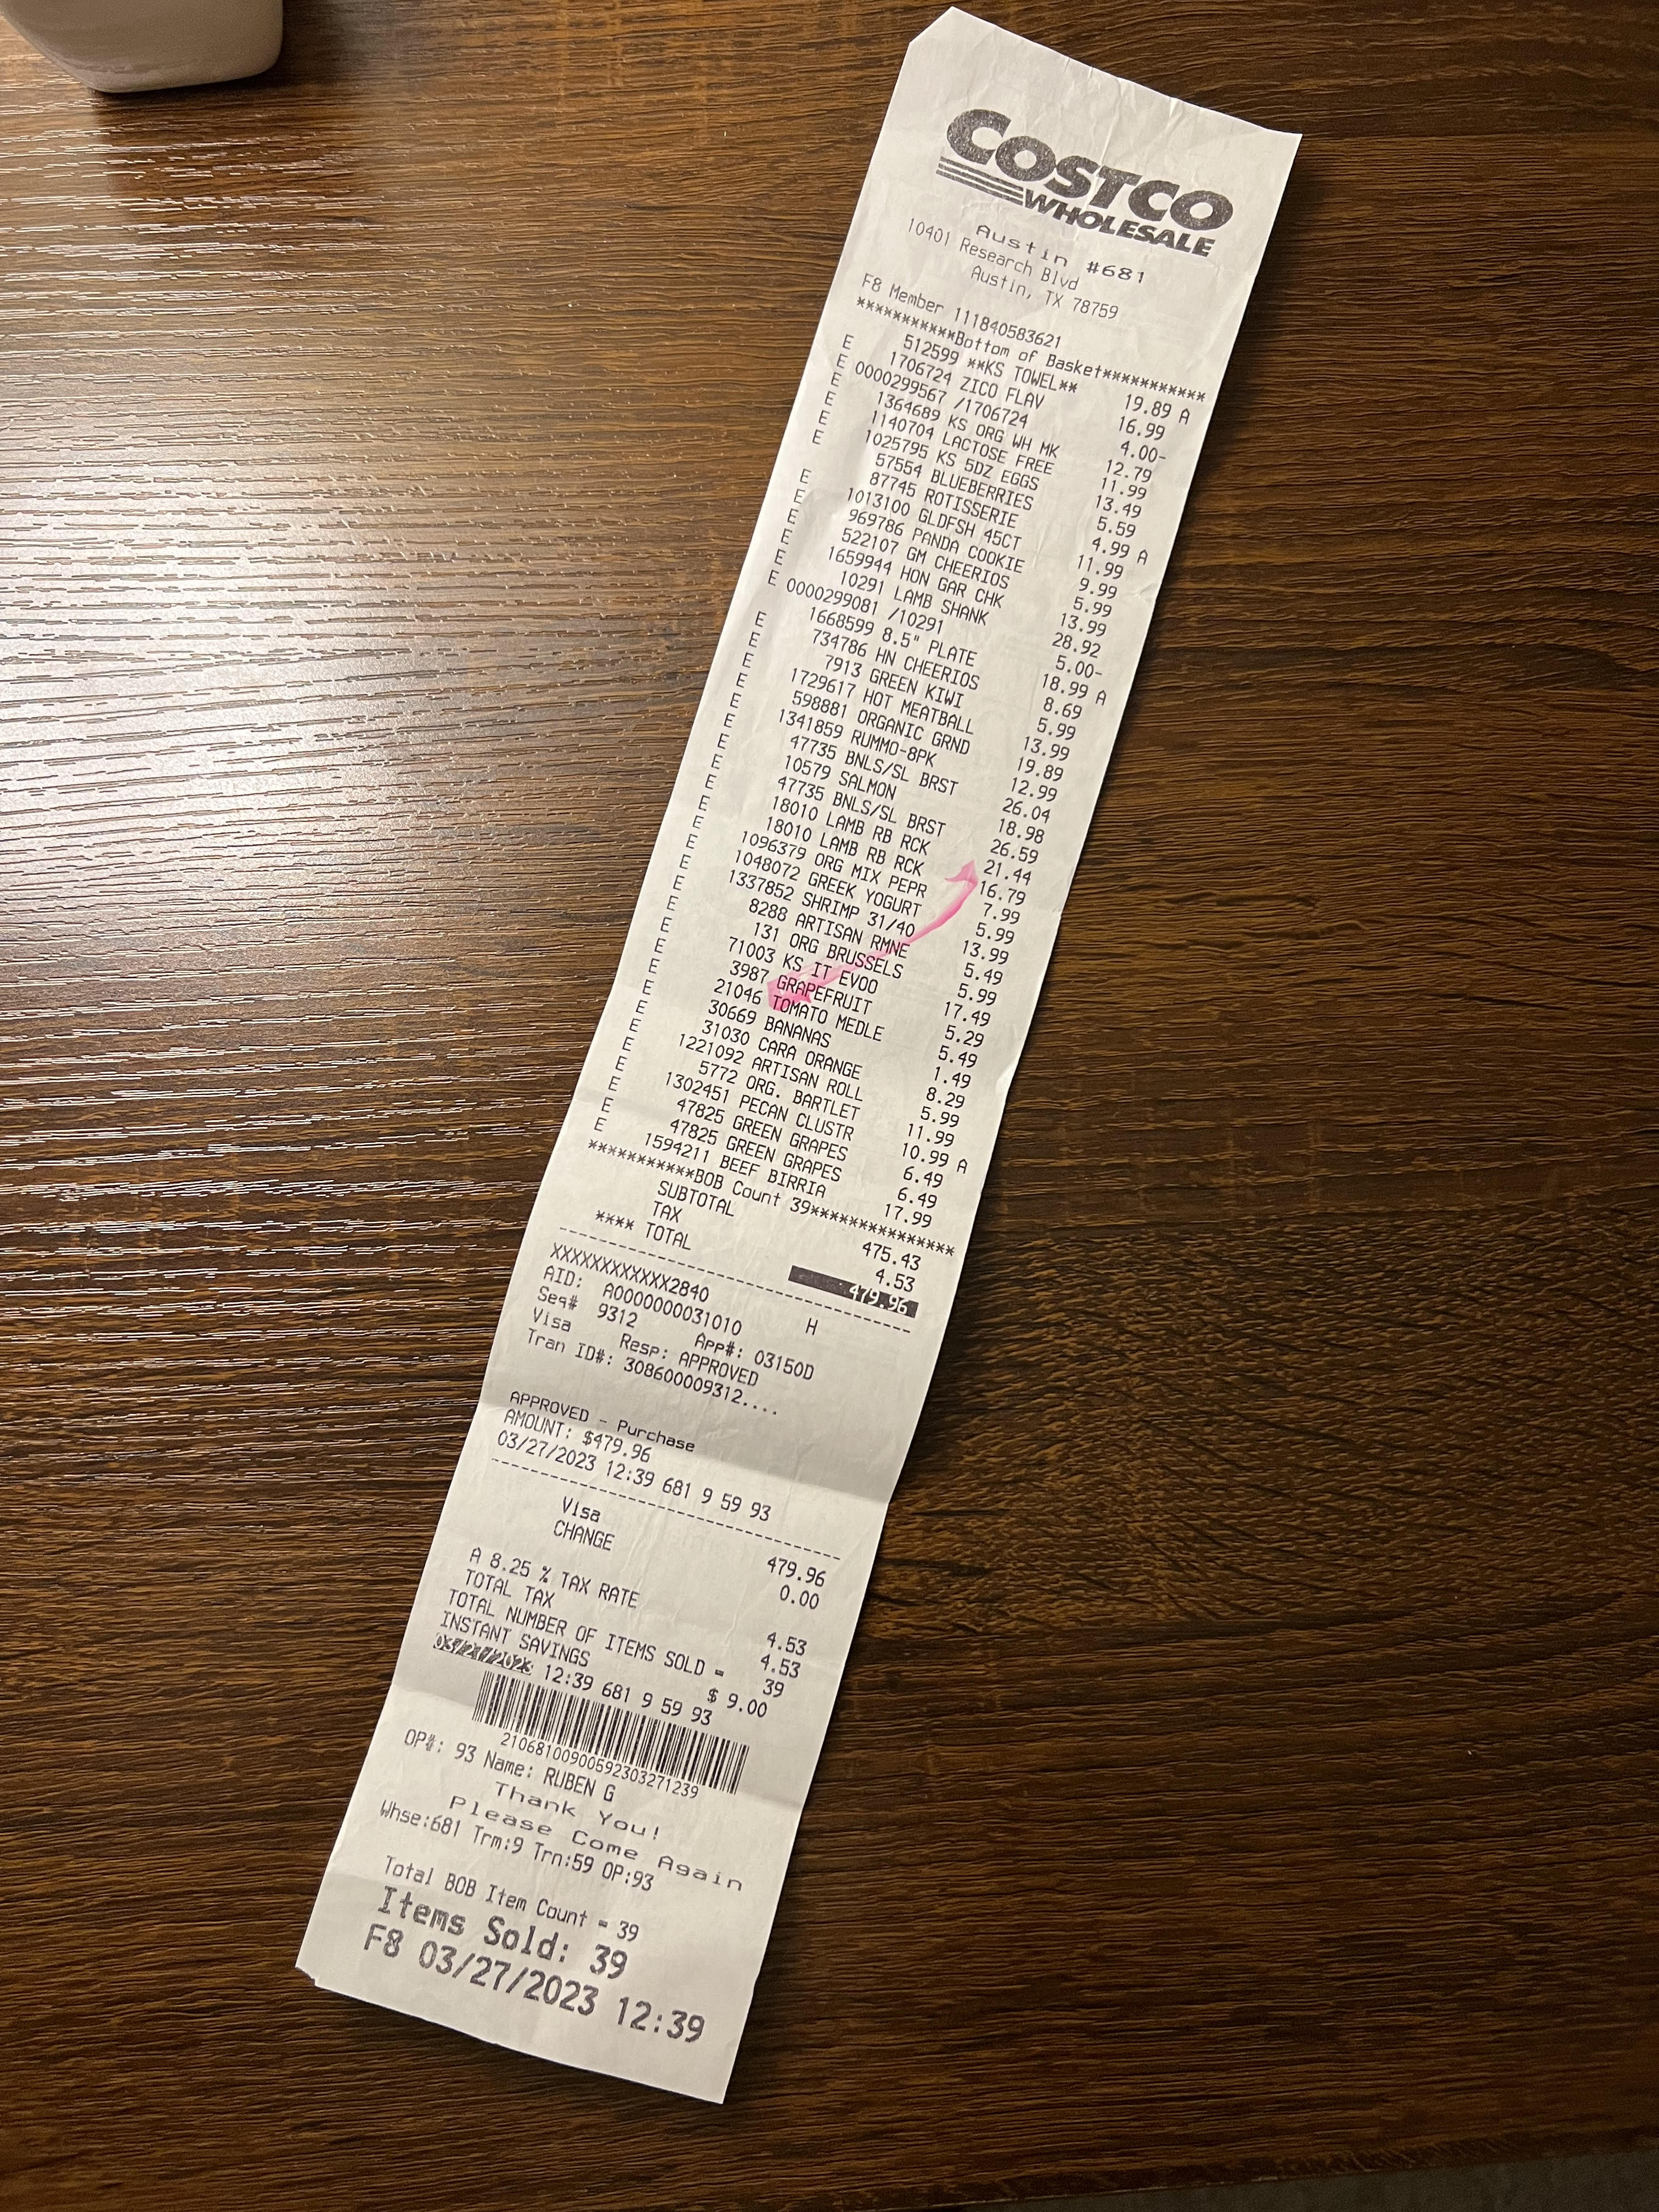 COSTCO
WHOLESALE
Austin #681
10401 Research Blvd
Austin, TX 78759
F8 Member 111840583621
***********Bottom of Basket***********
512599 **KS TOWEL** 19.89 A
E 1706724 ZICO FLAV 16.99
E 0000299567 /1706724 4.00-
E 1364689 KS ORG WH MK 12.79
E 1140704 LACTOSE FREE 11.99
E 1025795 KS 5DZ EGGS 13.49
E 57554 BLUEBERRIES 5.59
87745 ROTISSERIE 4.99 A
E 1013100 GLDFSH 45CT 11.99
E 969786 PANDA COOKIE 9.99
E 522107 GM CHEERIOS 5.99
E 1659944 HON GAR CHK 13.99
E 10291 LAMB SHANK 28.92
E 0000299081 /10291 5.00-
1668599 8.5" PLATE 18.99 A
E 734786 HN CHEERIOS 8.69
E 7913 GREEN KIWI 5.99
E 1729617 HOT MEATBALL 13.99
E 598881 ORGANIC GRND 19.89
E 1341859 RUMMO-8PK 12.99
E 47735 BNLS/SL BRST 26.04
E 10579 SALMON 18.98
E 47735 BNLS/SL BRST 26.59
E 18010 LAMB RB RCK 21.44
E 18010 LAMB RB RCK 16.79
E 1096379 ORG MIX PEPR 7.99
E 1048072 GREEK YOGURT 5.99
E 1337852 SHRIMP 31/40 13.99
E 8288 ARTISAN RMNE 5.49
E 131 ORG BRUSSELS 5.99
E 71003 KS IT EVOO 17.49
E 3987 GRAPEFRUIT 5.29
E 21046 TOMATO MEDLE 5.49
E 30669 BANANAS 1.49
E 31030 CARA ORANGE 8.29
E 1221092 ARTISAN ROLL 5.99
E 5772 ORG. BARTLET 11.99
1302451 PECAN CLUSTR 10.99 A
E 47825 GREEN GRAPES 6.49
E 47825 GREEN GRAPES 6.49
E 1594211 BEEF BIRRIA 17.99
***********BOB Count 39***************
SUBTOTAL 475.43
TAX 4.53
**** TOTAL 479.96
XXXXXXXXXXXX2840 H
AID: A0000000031010
Seq# 9312 App#: 03150D
Visa Resp: APPROVED
Tran ID#: 308600009312....
APPROVED - Purchase
AMOUNT: $479.96
03/27/2023 12:39 681 9 59 93
Visa 479.96
CHANGE 0.00
A 8.25 % TAX RATE 4.53
TOTAL TAX 4.53
TOTAL NUMBER OF ITEMS SOLD = 39
INSTANT SAVINGS $ 9.00
03/27/2023 12:39 681 9 59 93
21068100900592303271239
OP#: 93 Name: RUBEN G
Thank You!
Please Come Again
Whse:681 Trm:9 Trn:59 OP:93
Total BOB Item Count = 39
Items Sold: 39
F8 03/27/2023 12:39